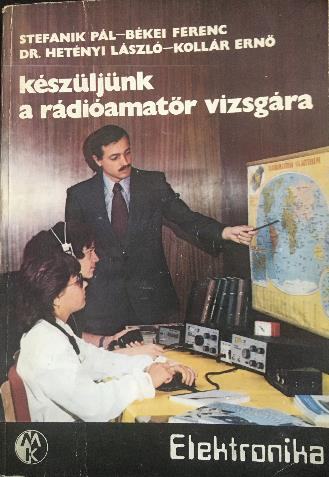 STEFANIK PÁL–BÉKEI FERENC
DR. HETÉNYI LÁSZLÓ–KOLLÁR ERNŐ
készüljünk
a rádióamatőr vizsgára
MK
Elektronika